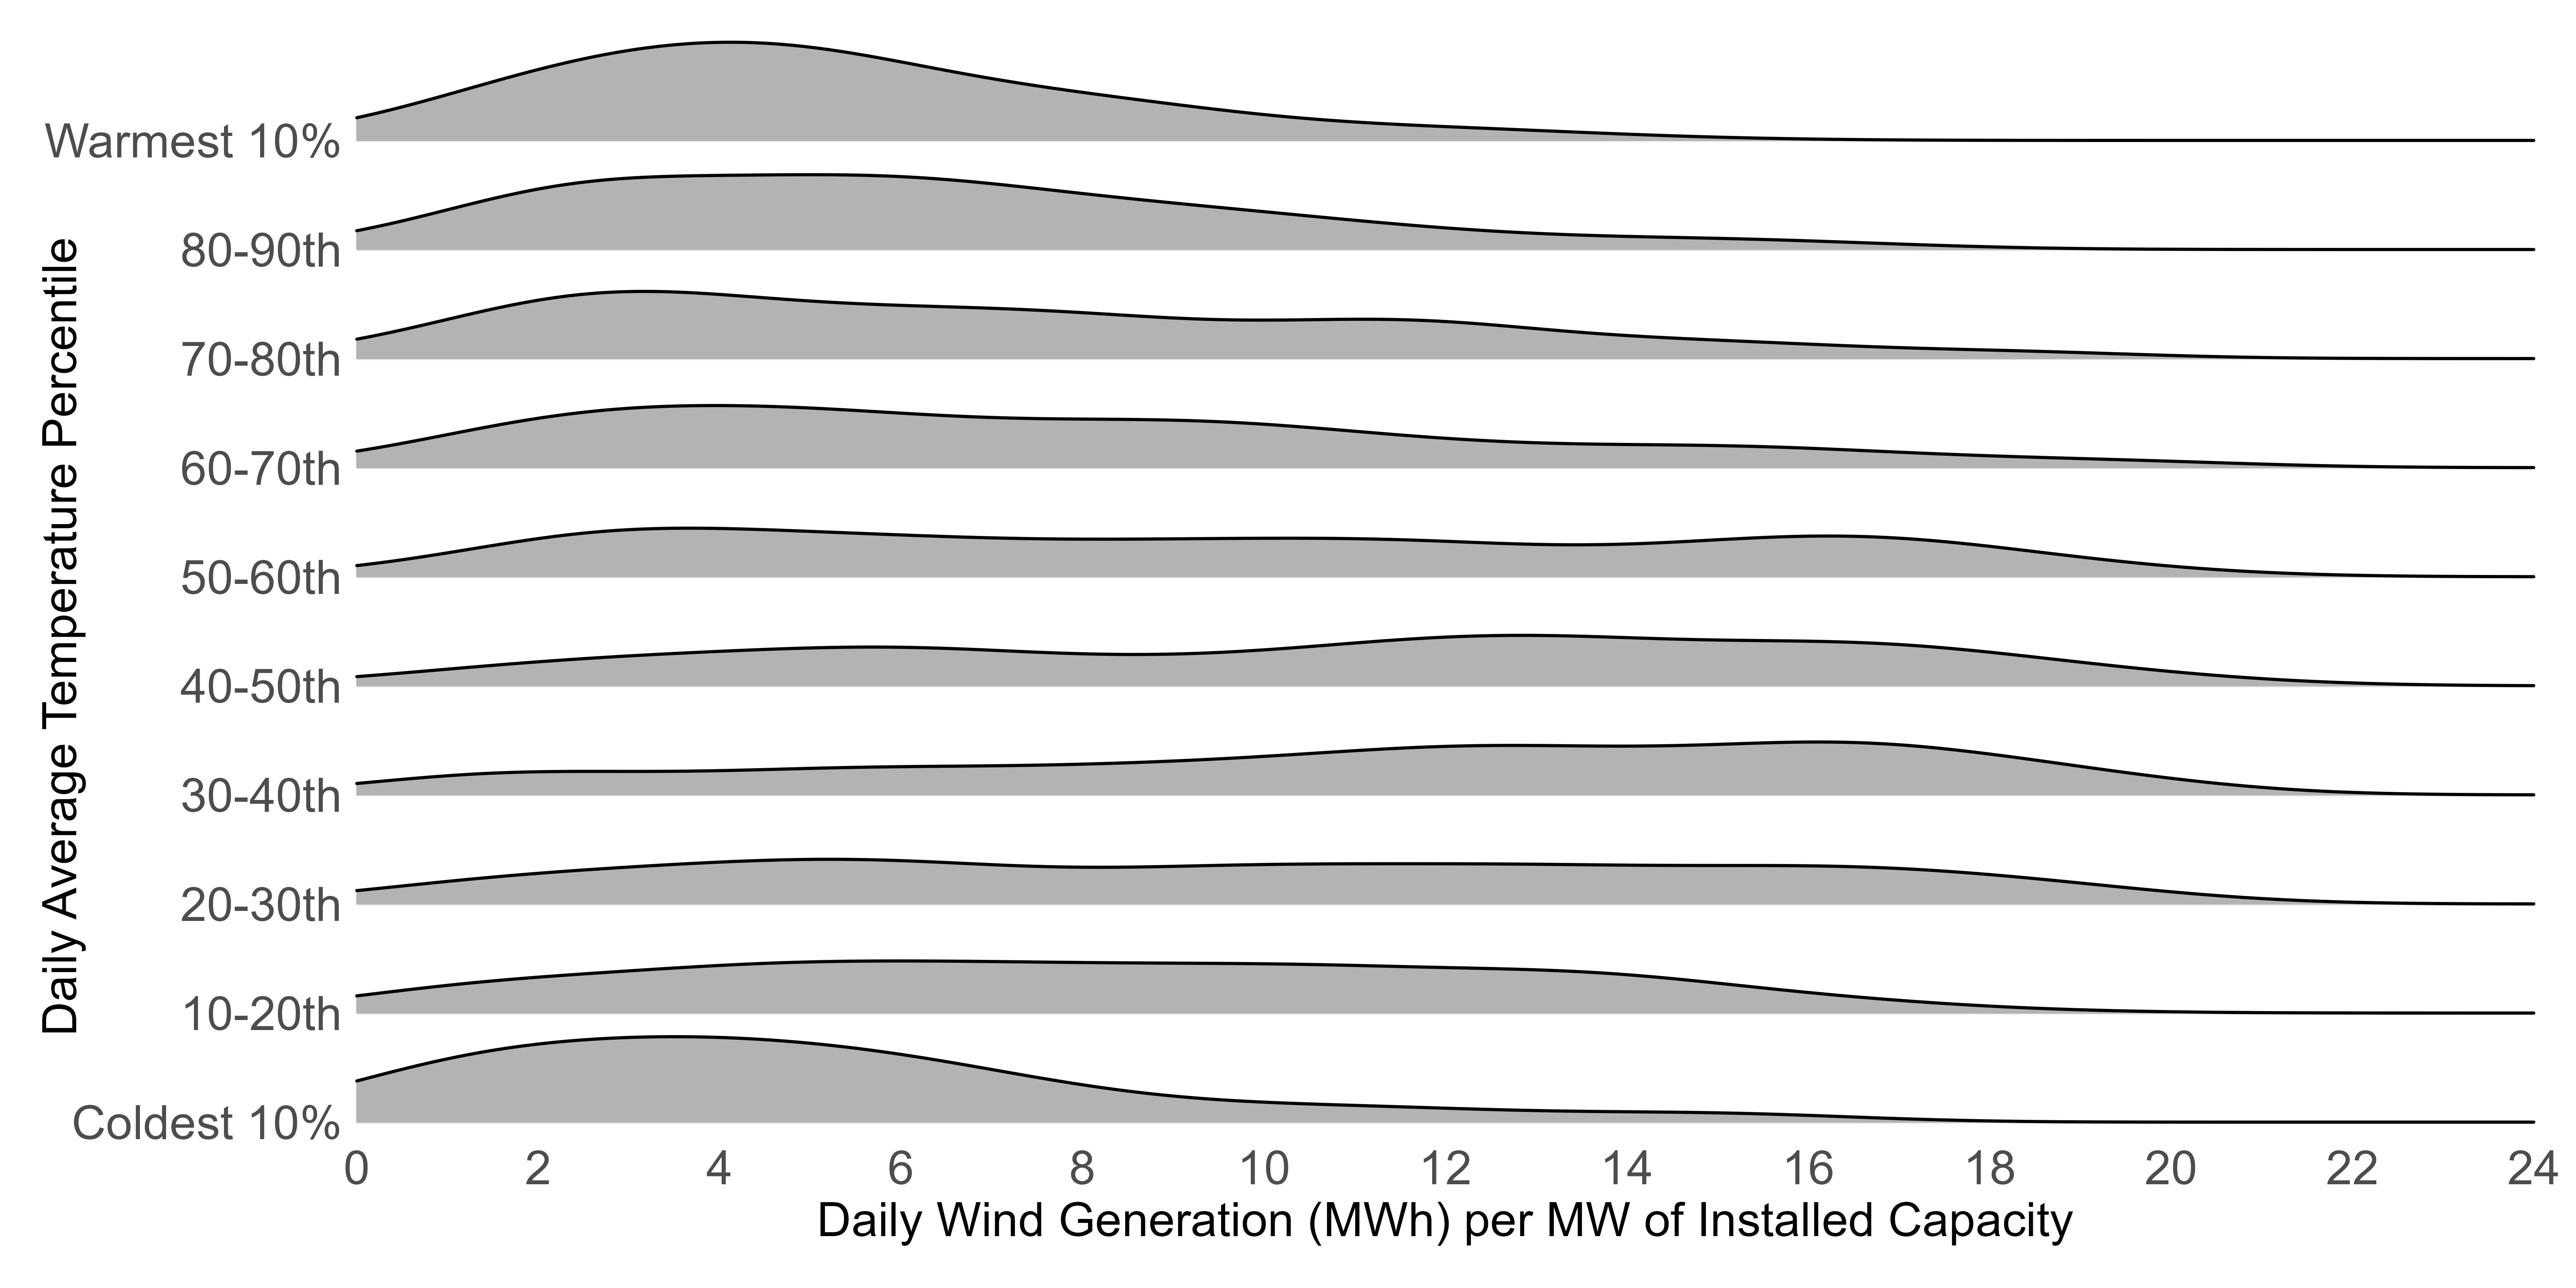 Daily Average Temperature Percentile
Warmest 10%
80-90th
70-80th
60-70th
50-60th
40-50th
30-40th
20-30th
10-20th
Coldest 10%
0 2 4 6 8 10 12 14 16 18 20 22 24
Daily Wind Generation (MWh) per MW of Installed Capacity